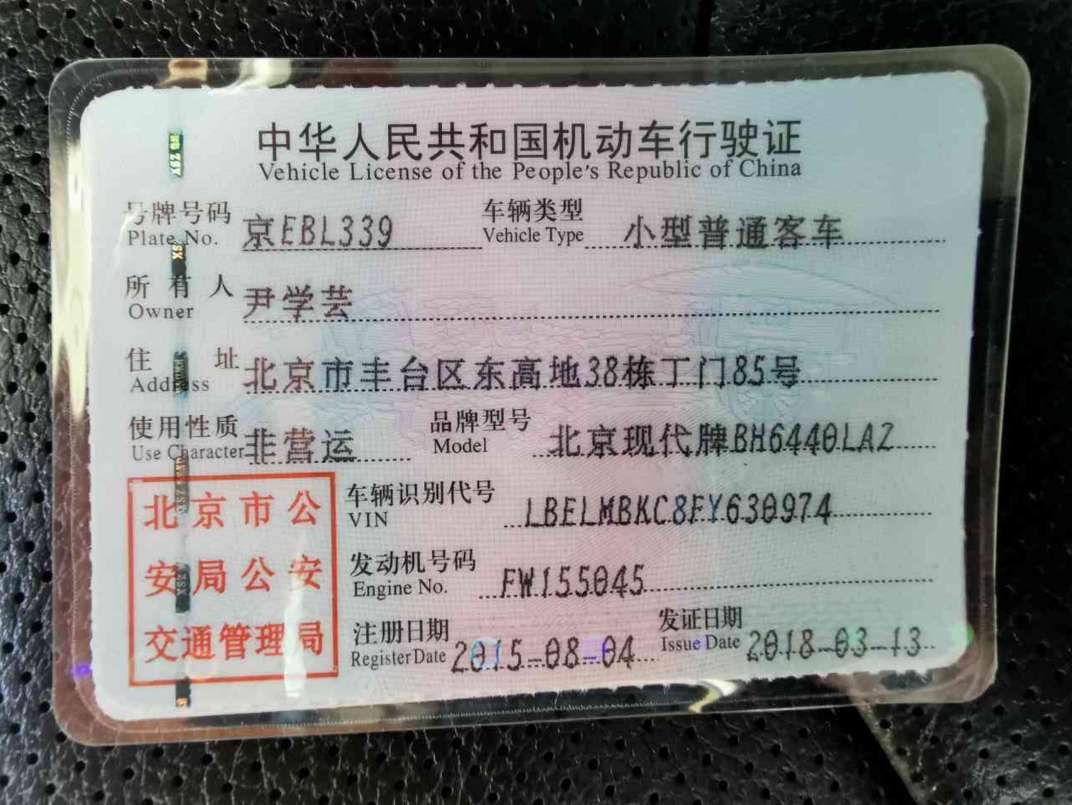 中华人民共和国机动车行驶证
Vehicle License of the People's Republic of China
号牌号码 京EBL339 车辆类型 小型普通客车
Plate No. Vehicle Type
所有人 尹学芸
Owner
住址 北京市丰台区东高地38栋丁门85号
Address
使用性质 非营运 品牌型号 北京现代牌BH6440LAZ
Use Character Model
北京市公 车辆识别代号 LBELMBKC8FY630974
VIN
安局公安 发动机号码 FW155045
Engine No.
交通管理局 注册日期 2015-08-04 发证日期 2018-03-13
Register Date Issue Date